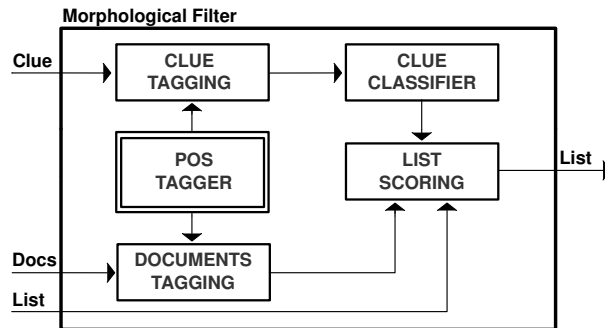 Morphological Filter
Clue
CLUE
TAGGING
CLUE
CLASSIFIER
POS
TAGGER
LIST
SCORING
List
Docs
DOCUMENTS
TAGGING
List